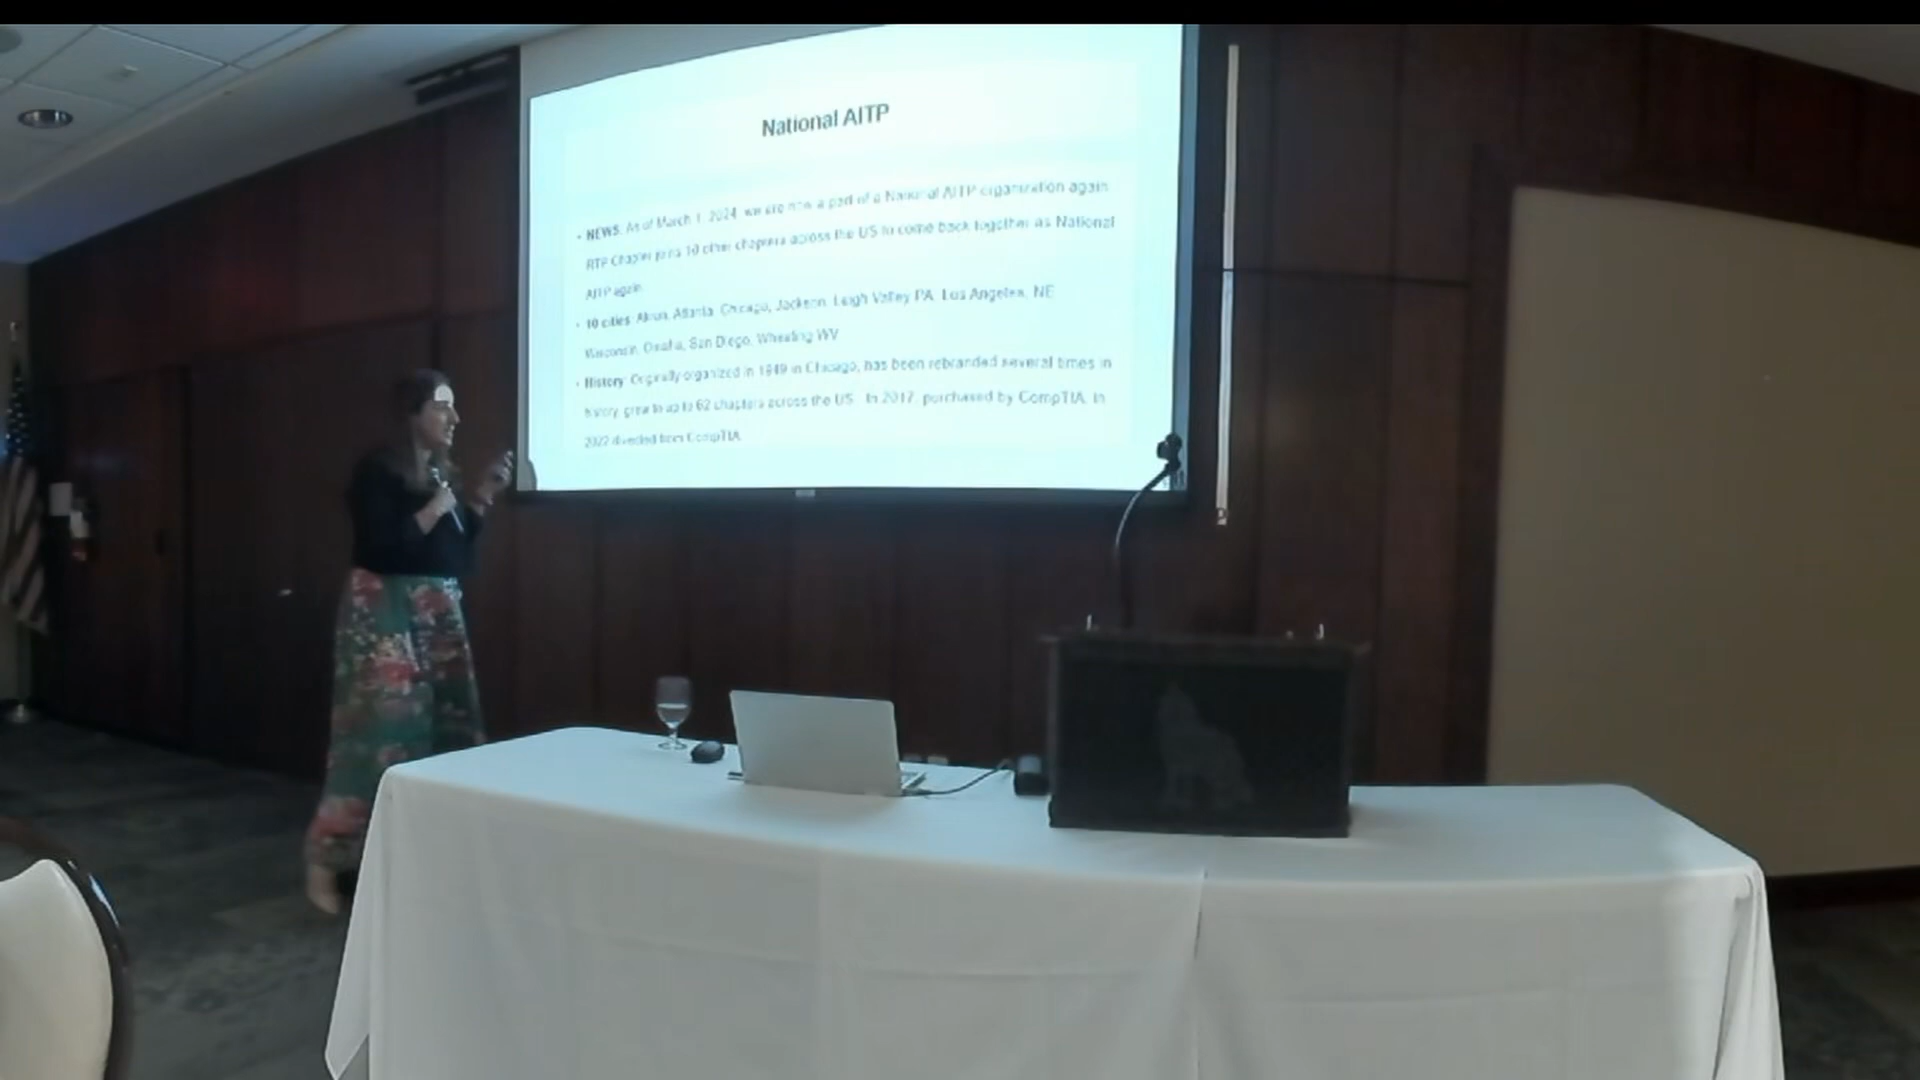 National AITP
• NEWS: As of March 1, 2024, we are now a part of a National AITP organization again
RTP Chapter joins 10 other chapters across the US to come back together as National
AITP again
• 10 cities: Akron, Atlanta, Chicago, Jackson, Leigh Valley PA, Los Angeles, NE
Wisconsin, Omaha, San Diego, Wheeling WV
• History: Originally organized in 1949 in Chicago, has been rebranded several times in
history, grew to up to 62 chapters across the US. In 2017, purchased by CompTIA, in
2022 divested from CompTIA